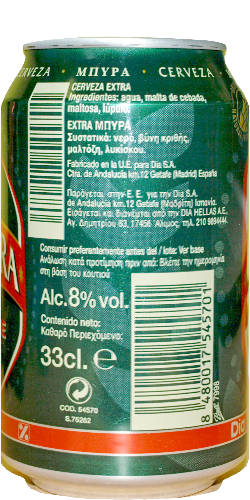 CERVEZA · ΜΠΥΡΑ · CERVEZA
CERVEZA EXTRA
Ingredientes: agua, malta de cebada,
maltosa, lúpulo.
EXTRA ΜΠΥΡΑ
Συστατικά: νερό, βύνη κριθής,
μαλτόζη, λυκίσκου.
Fabricado en la U.E. para Dia S.A.
Ctra. de Andalucía km.12 Getafe (Madrid) España
Παράγεται στην Ε. Ε. για την Dia S.A.
de Andalucia km.12 Getafe (Μαδρίτη) Ισπανία.
Εισάγεται και διανέμεται από την DIA HELLAS A.E.,
Αγ. Δημητρίου 63, 17456 Άλιμος, τηλ. 210
Consumir preferentemente antes del / lote: Ver base
Ανάλωση κατά προτίμηση πριν από: Βλέπε την ημερομηνία
στη βάση του κουτιού
Alc.8% vol.
Contenido neto:
Καθαρό Περιεχόμενο:
33cl. e
8 480017 545701
COD. 54570
S.75262
%
Dia